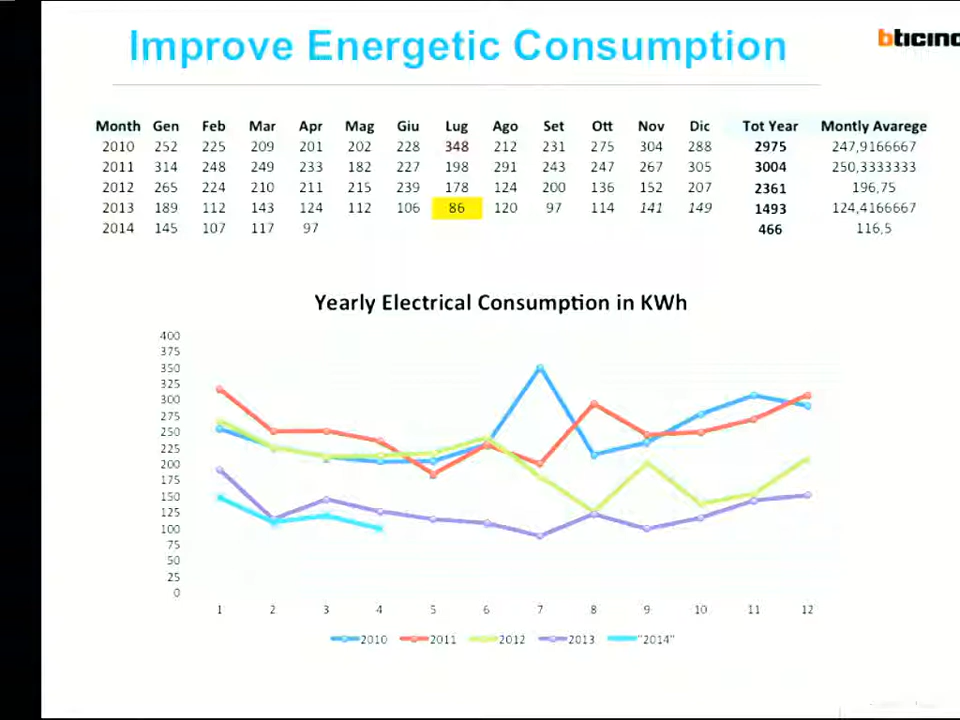 Improve Energetic Consumption
bticino
Month Gen Feb Mar Apr Mag Giu Lug Ago Set Ott Nov Dic Tot Year Montly Avarege
2010 252 225 209 201 202 228 348 212 231 275 304 288 2975 247,9166667
2011 314 248 249 233 182 227 198 291 243 247 267 305 3004 250,3333333
2012 265 224 210 211 215 239 178 124 200 136 152 207 2361 196,75
2013 189 112 143 124 112 106 86 120 97 114 141 149 1493 124,4166667
2014 145 107 117 97 466 116,5
Yearly Electrical Consumption in KWh
400
375
350
325
300
275
250
225
200
175
150
125
100
75
50
25
0
1 2 3 4 5 6 7 8 9 10 11 12
2010 2011 2012 2013 "2014"